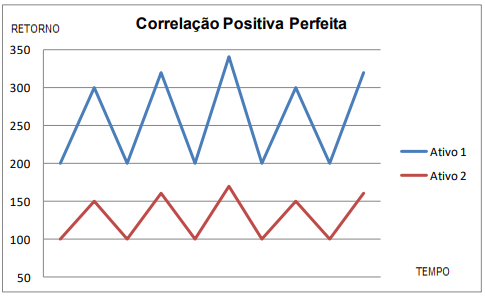 Correlação Positiva Perfeita
RETORNO
350
300
250
200
150
100
50
Ativo 1
Ativo 2
TEMPO